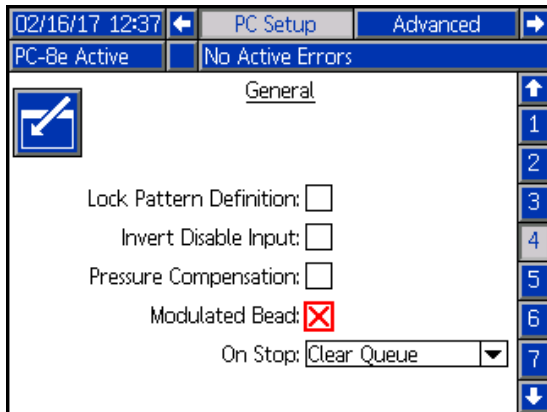 02/16/17 12:37 PC Setup Advanced
PC-8e Active No Active Errors
General
1
2
Lock Pattern Definition: 3
Invert Disable Input: 4
Pressure Compensation: 5
Modulated Bead: 6
On Stop: Clear Queue 7